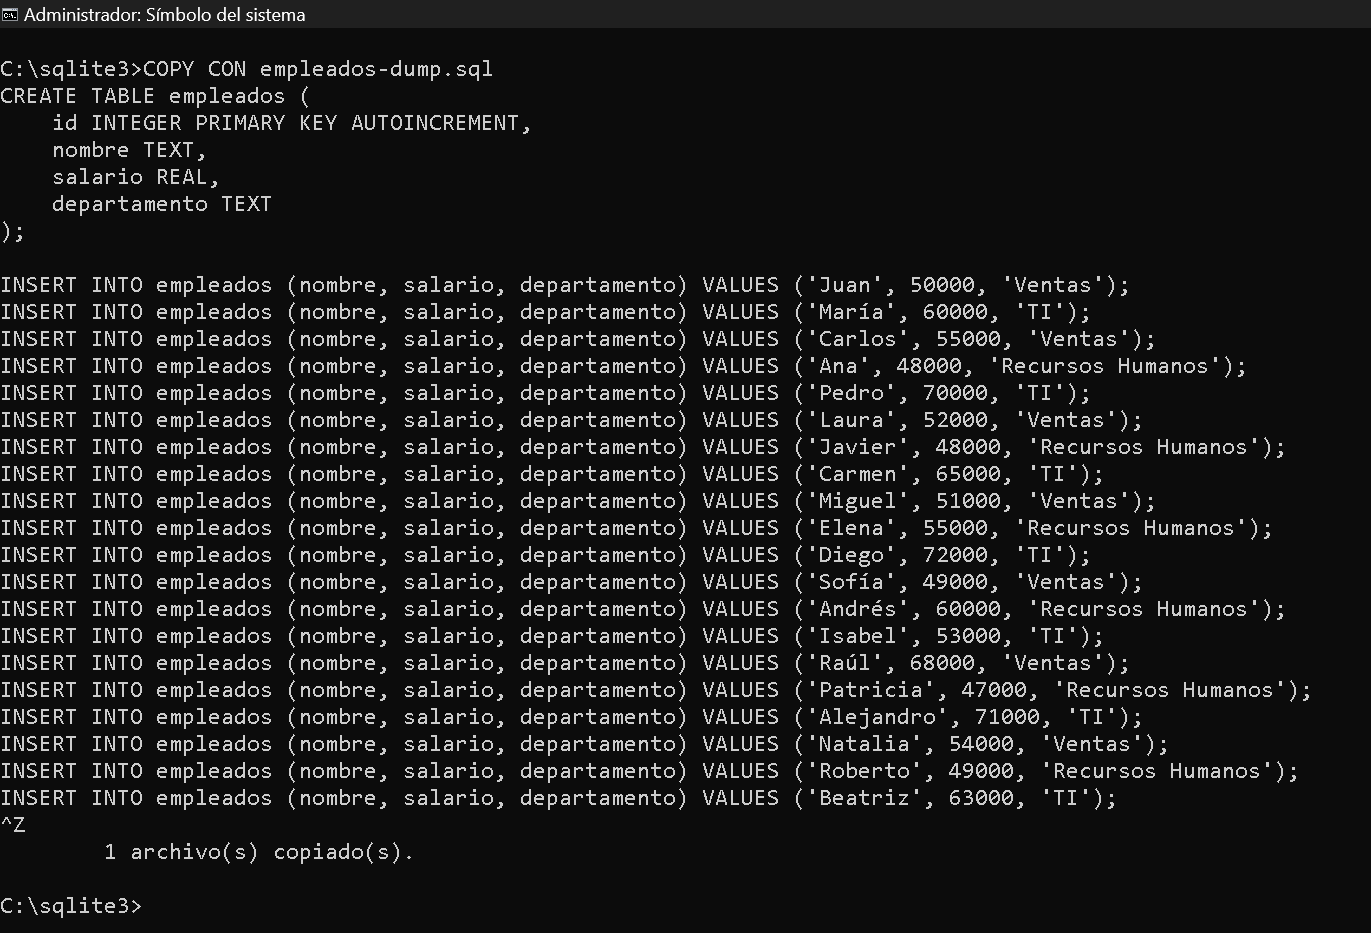 Administrador: Símbolo del sistema
C:\sqlite3>COPY CON empleados-dump.sql
CREATE TABLE empleados (
    id INTEGER PRIMARY KEY AUTOINCREMENT,
    nombre TEXT,
    salario REAL,
    departamento TEXT
);
INSERT INTO empleados (nombre, salario, departamento) VALUES ('Juan', 50000, 'Ventas');
INSERT INTO empleados (nombre, salario, departamento) VALUES ('María', 60000, 'TI');
INSERT INTO empleados (nombre, salario, departamento) VALUES ('Carlos', 55000, 'Ventas');
INSERT INTO empleados (nombre, salario, departamento) VALUES ('Ana', 48000, 'Recursos Humanos');
INSERT INTO empleados (nombre, salario, departamento) VALUES ('Pedro', 70000, 'TI');
INSERT INTO empleados (nombre, salario, departamento) VALUES ('Laura', 52000, 'Ventas');
INSERT INTO empleados (nombre, salario, departamento) VALUES ('Javier', 48000, 'Recursos Humanos');
INSERT INTO empleados (nombre, salario, departamento) VALUES ('Carmen', 65000, 'TI');
INSERT INTO empleados (nombre, salario, departamento) VALUES ('Miguel', 51000, 'Ventas');
INSERT INTO empleados (nombre, salario, departamento) VALUES ('Elena', 55000, 'Recursos Humanos');
INSERT INTO empleados (nombre, salario, departamento) VALUES ('Diego', 72000, 'TI');
INSERT INTO empleados (nombre, salario, departamento) VALUES ('Sofía', 49000, 'Ventas');
INSERT INTO empleados (nombre, salario, departamento) VALUES ('Andrés', 60000, 'Recursos Humanos');
INSERT INTO empleados (nombre, salario, departamento) VALUES ('Isabel', 53000, 'TI');
INSERT INTO empleados (nombre, salario, departamento) VALUES ('Raúl', 68000, 'Ventas');
INSERT INTO empleados (nombre, salario, departamento) VALUES ('Patricia', 47000, 'Recursos Humanos');
INSERT INTO empleados (nombre, salario, departamento) VALUES ('Alejandro', 71000, 'TI');
INSERT INTO empleados (nombre, salario, departamento) VALUES ('Natalia', 54000, 'Ventas');
INSERT INTO empleados (nombre, salario, departamento) VALUES ('Roberto', 49000, 'Recursos Humanos');
INSERT INTO empleados (nombre, salario, departamento) VALUES ('Beatriz', 63000, 'TI');
^Z
        1 archivo(s) copiado(s).
C:\sqlite3>